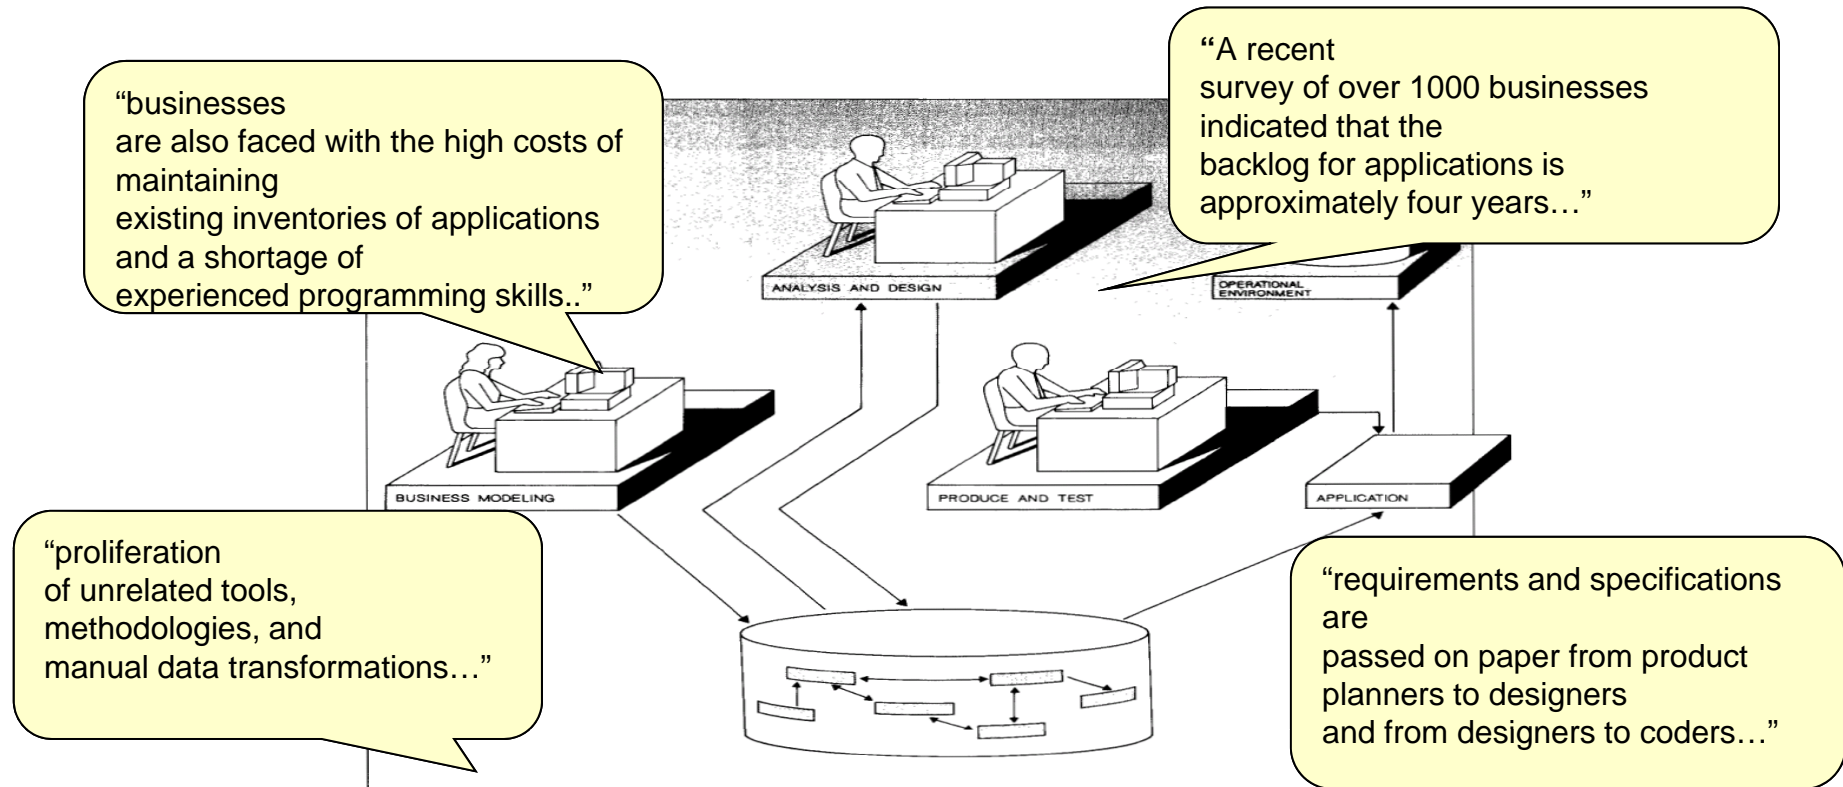 “businesses
are also faced with the high costs of
maintaining
existing inventories of applications
and a shortage of
experienced programming skills..”
“A recent
survey of over 1000 businesses
indicated that the
backlog for applications is
approximately four years…”
ANALYSIS AND DESIGN
OPERATIONAL
ENVIRONMENT
BUSINESS MODELING
PRODUCE AND TEST
APPLICATION
“proliferation
of unrelated tools,
methodologies, and
manual data transformations…”
“requirements and specifications
are
passed on paper from product
planners to designers
and from designers to coders…”